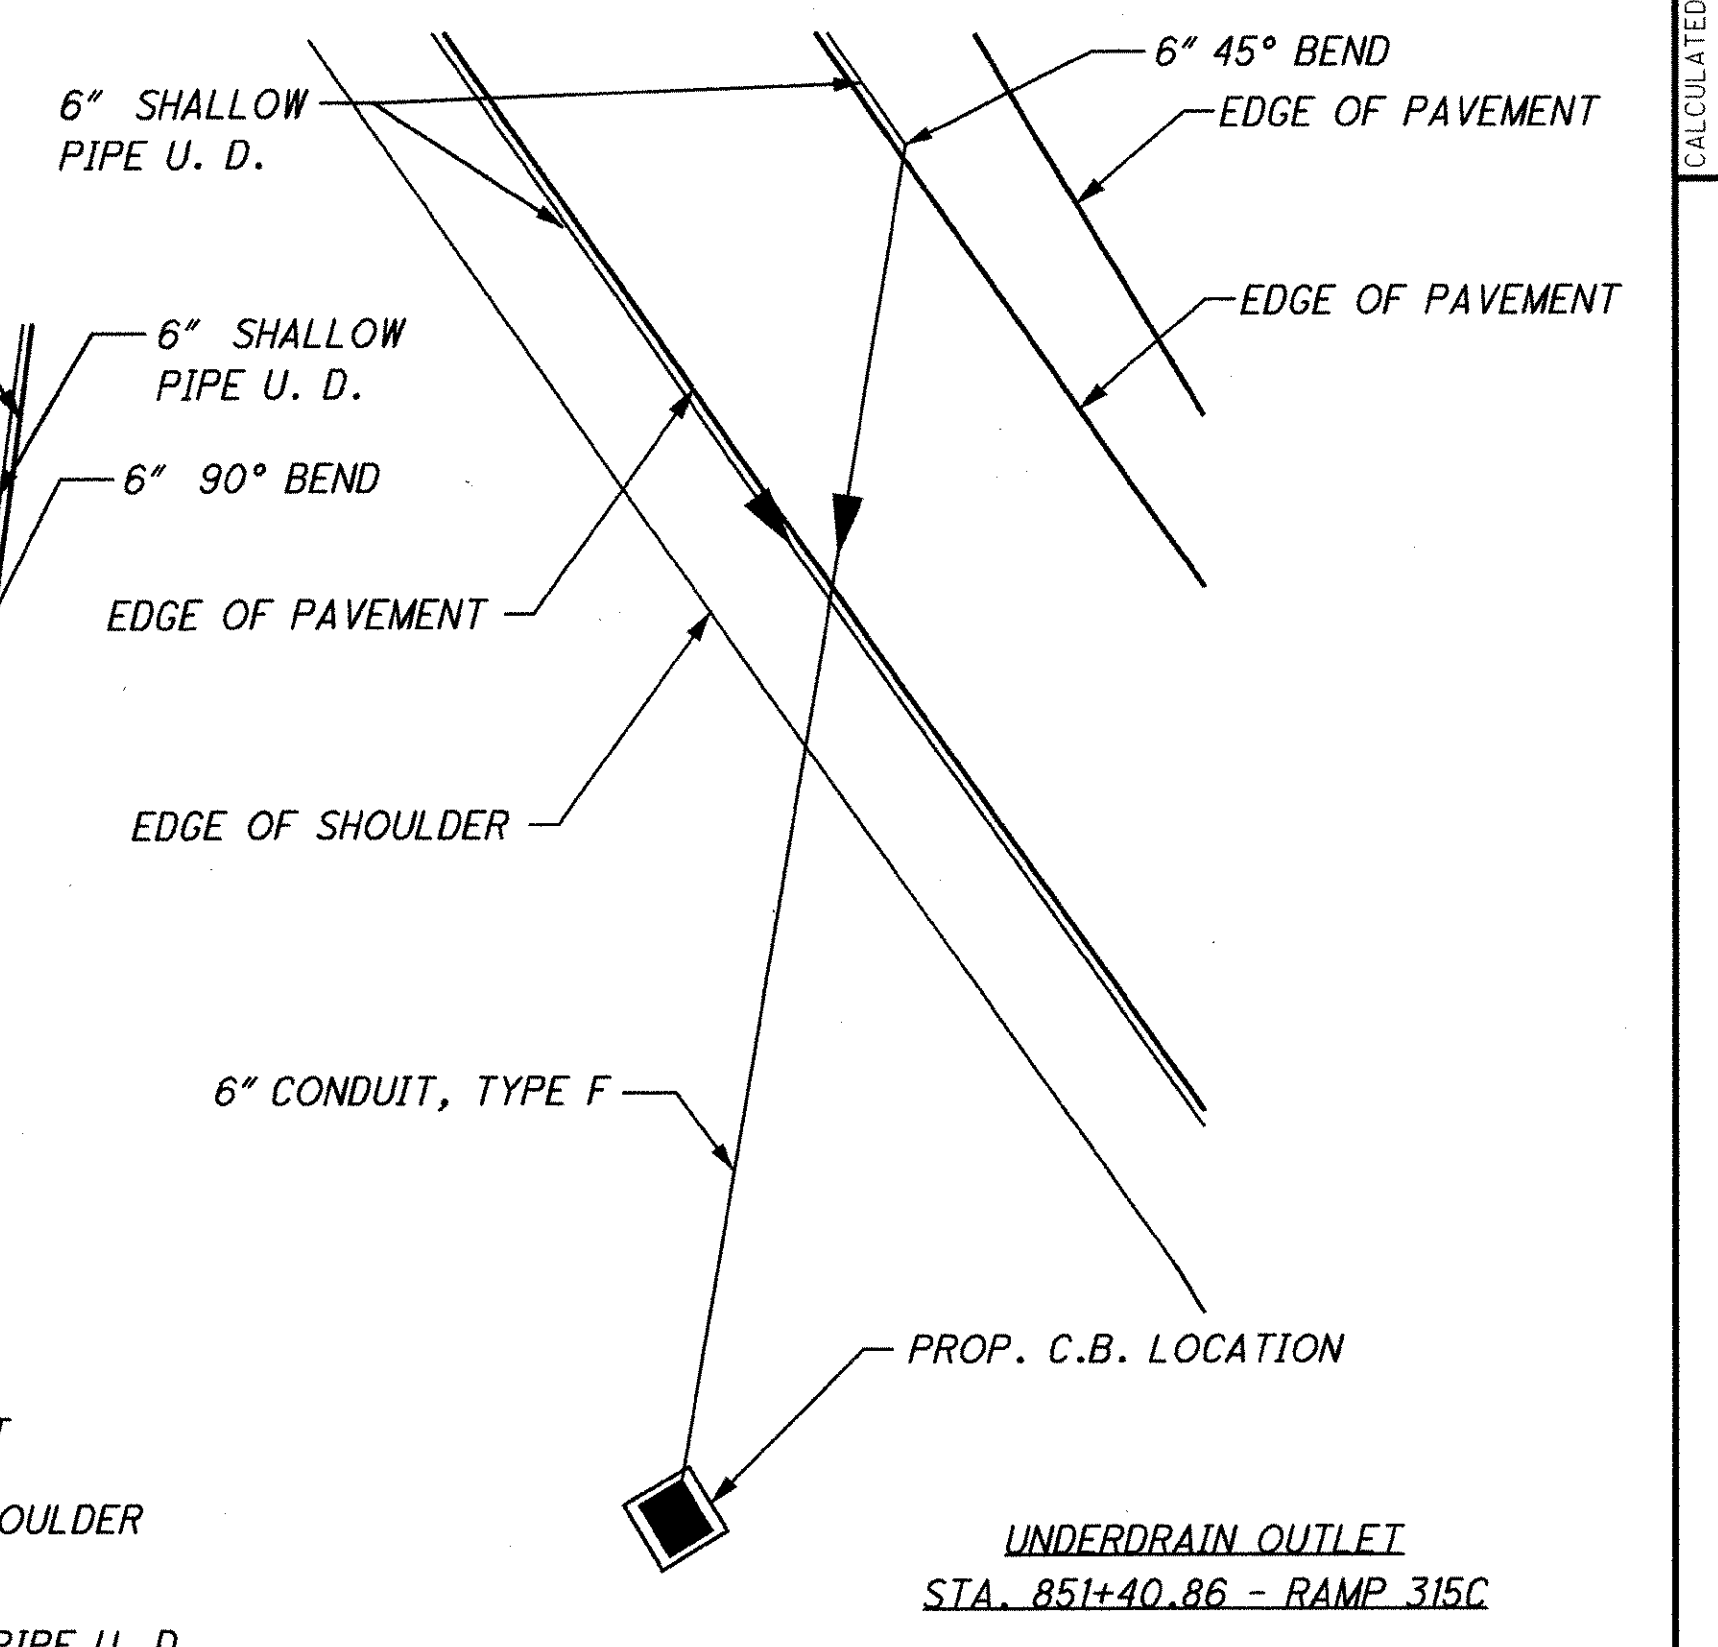 CALCULATED
6" 45° BEND
6" SHALLOW
PIPE U. D.
EDGE OF PAVEMENT
EDGE OF PAVEMENT
6" SHALLOW
PIPE U. D.
6" 90° BEND
EDGE OF PAVEMENT
EDGE OF SHOULDER
6" CONDUIT, TYPE F
PROP. C.B. LOCATION
T
OULDER
UNDERDRAIN OUTLET
STA. 851+40.86 - RAMP 315C
PIPE U. D.